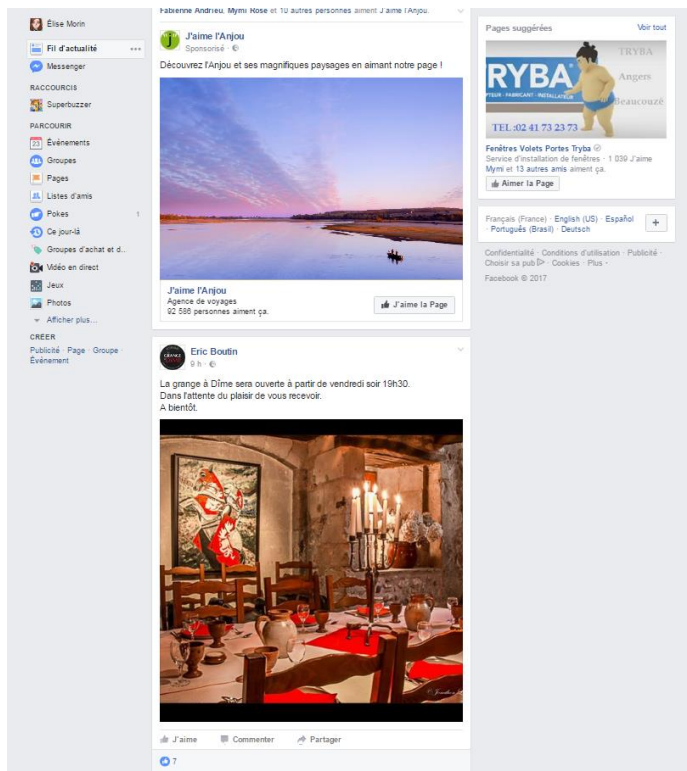 Élise Morin
Fil d'actualité
Messenger
RACCOURCIS
Superbuzzer
PARCOURIR
23 Événements
Groupes
Pages
Listes d'amis
Pokes 1
Ce jour-là
Groupes d'achat et d...
Vidéo en direct
Jeux
Photos
Afficher plus...
CRÉER
Publicité · Page · Groupe ·
Événement
Fabienne Andrieu, Mymi Rose et 10 autres personnes aiment J'aime l'Anjou.
J'aime l'Anjou
Sponsorisé ·
Découvrez l'Anjou et ses magnifiques paysages en aimant notre page !
J'aime l'Anjou
Agence de voyages
92 586 personnes aiment ça.
J'aime la Page
Eric Boutin
9 h ·
La grange à Dîme sera ouverte à partir de vendredi soir 19h30.
Dans l'attente du plaisir de vous recevoir.
A bientôt.
J'aime
Commenter
Partager
7
Pages suggérées
Voir tout
RYBA
TRYBA
Angers
Beaucouzé
TEUR - FABRICANT - INSTALLATEUR
TEL :02 41 73 23 73
Fenêtres Volets Portes Tryba
Service d'installation de fenêtres · 1 039 J'aime
Mymi et 13 autres amis aiment ça.
Aimer la Page
Français (France) · English (US) · Español
· Português (Brasil) · Deutsch
+
Confidentialité · Conditions d'utilisation · Publicité ·
Choisir sa pub · Cookies · Plus ·
Facebook © 2017